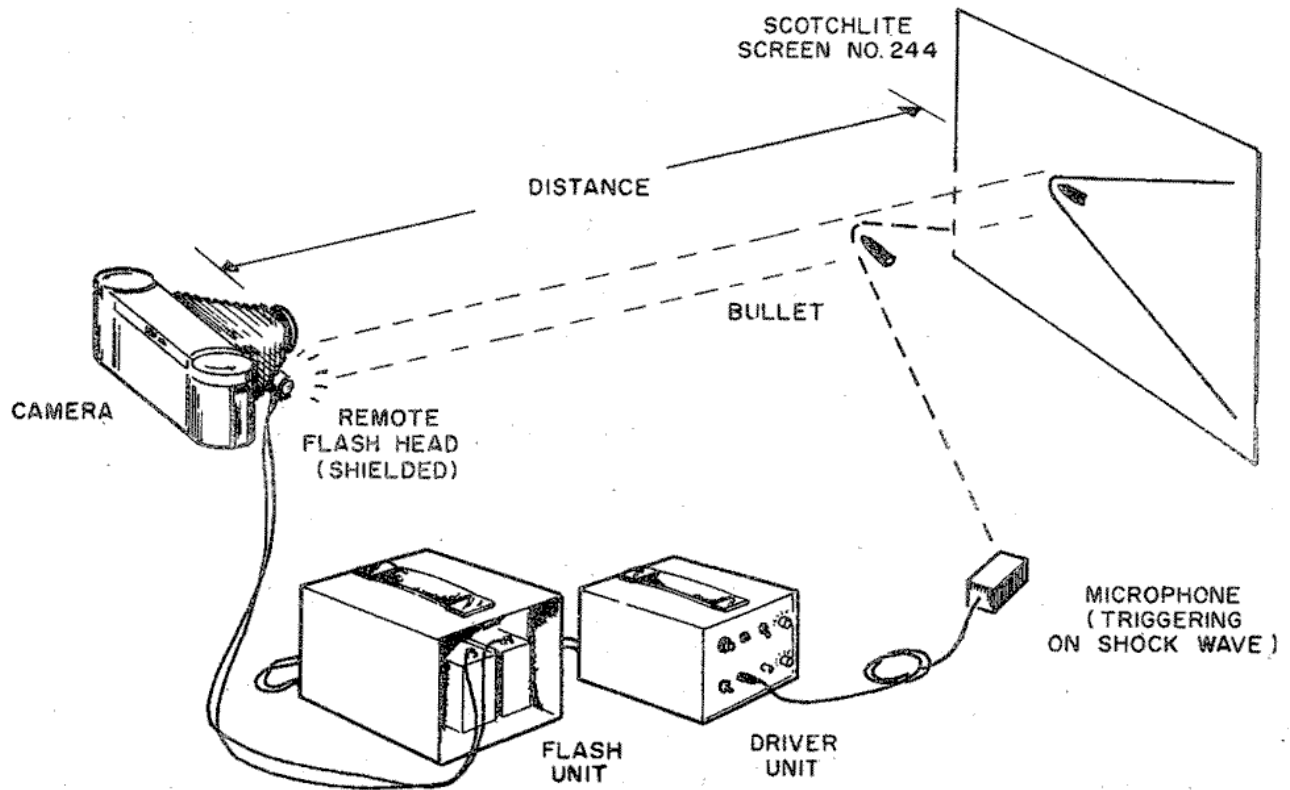 SCOTCHLITE
SCREEN NO. 244
DISTANCE
BULLET
CAMERA
REMOTE
FLASH HEAD
(SHIELDED)
MICROPHONE
(TRIGGERING
ON SHOCK WAVE)
FLASH
UNIT
DRIVER
UNIT